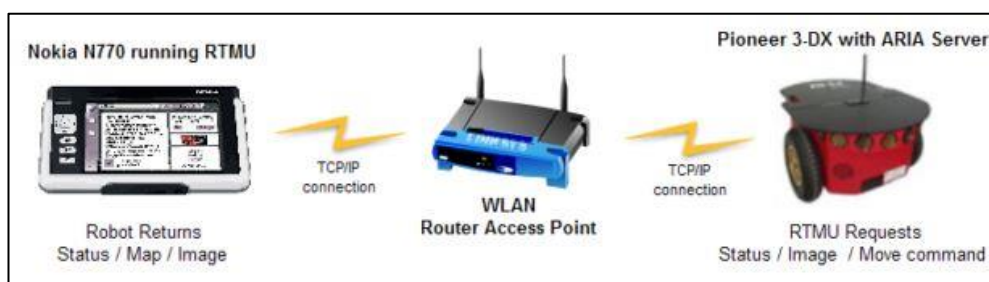 Nokia N770 running RTMU
Pioneer 3-DX with ARIA Server
LINKSYS
TCP/IP
connection
TCP/IP
connection
WLAN
Router Access Point
Robot Returns
Status / Map / Image
RTMU Requests
Status / Image / Move command